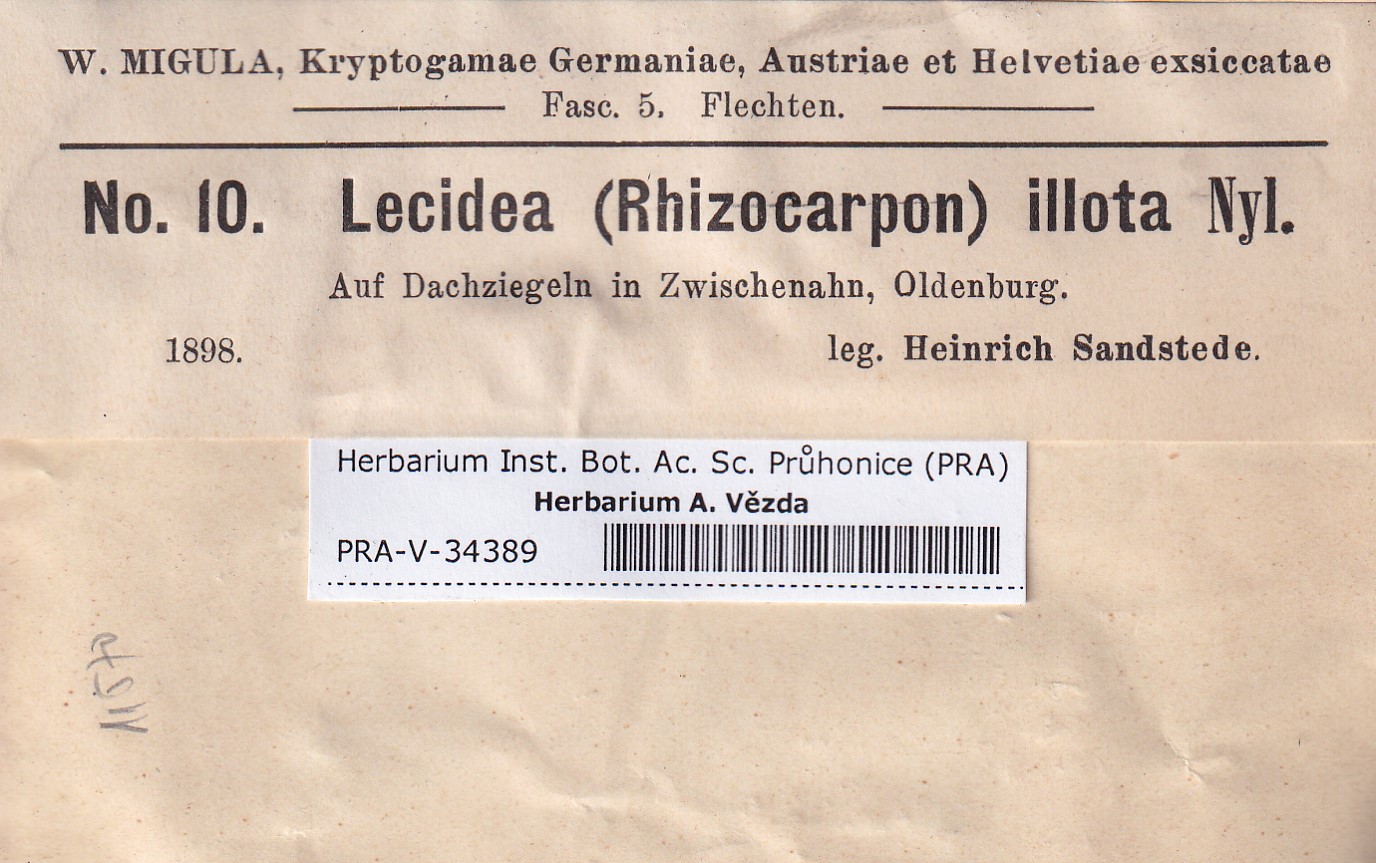 W. MIGULA, Kryptogamae Germaniae, Austriae et Helvetiae exsiccatae
Fasc. 5. Flechten.
No. 10. Lecidea (Rhizocarpon) illota Nyl.
Auf Dachziegeln in Zwischenahn, Oldenburg.
1898. leg. Heinrich Sandstede.
Herbarium Inst. Bot. Ac. Sc. Průhonice (PRA)
Herbarium A. Vězda
PRA-V-34389